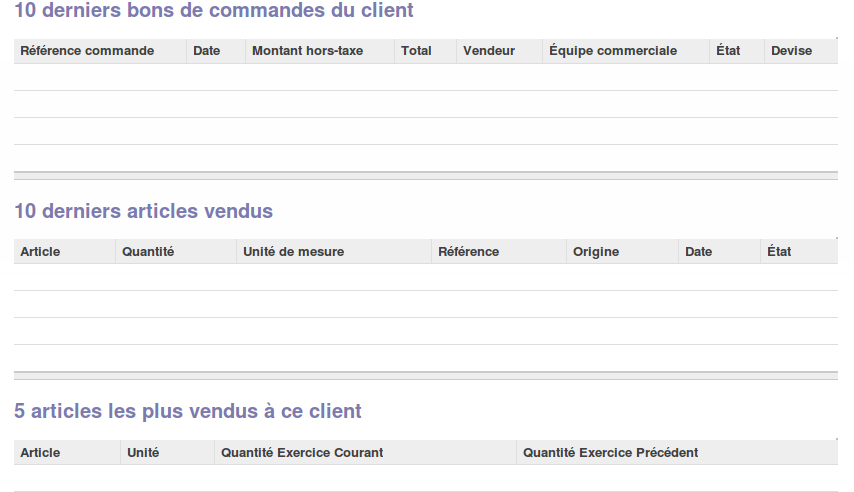 10 derniers bons de commandes du client
Référence commande Date Montant hors-taxe Total Vendeur Équipe commerciale État Devise
10 derniers articles vendus
Article Quantité Unité de mesure Référence Origine Date État
5 articles les plus vendus à ce client
Article Unité Quantité Exercice Courant Quantité Exercice Précédent